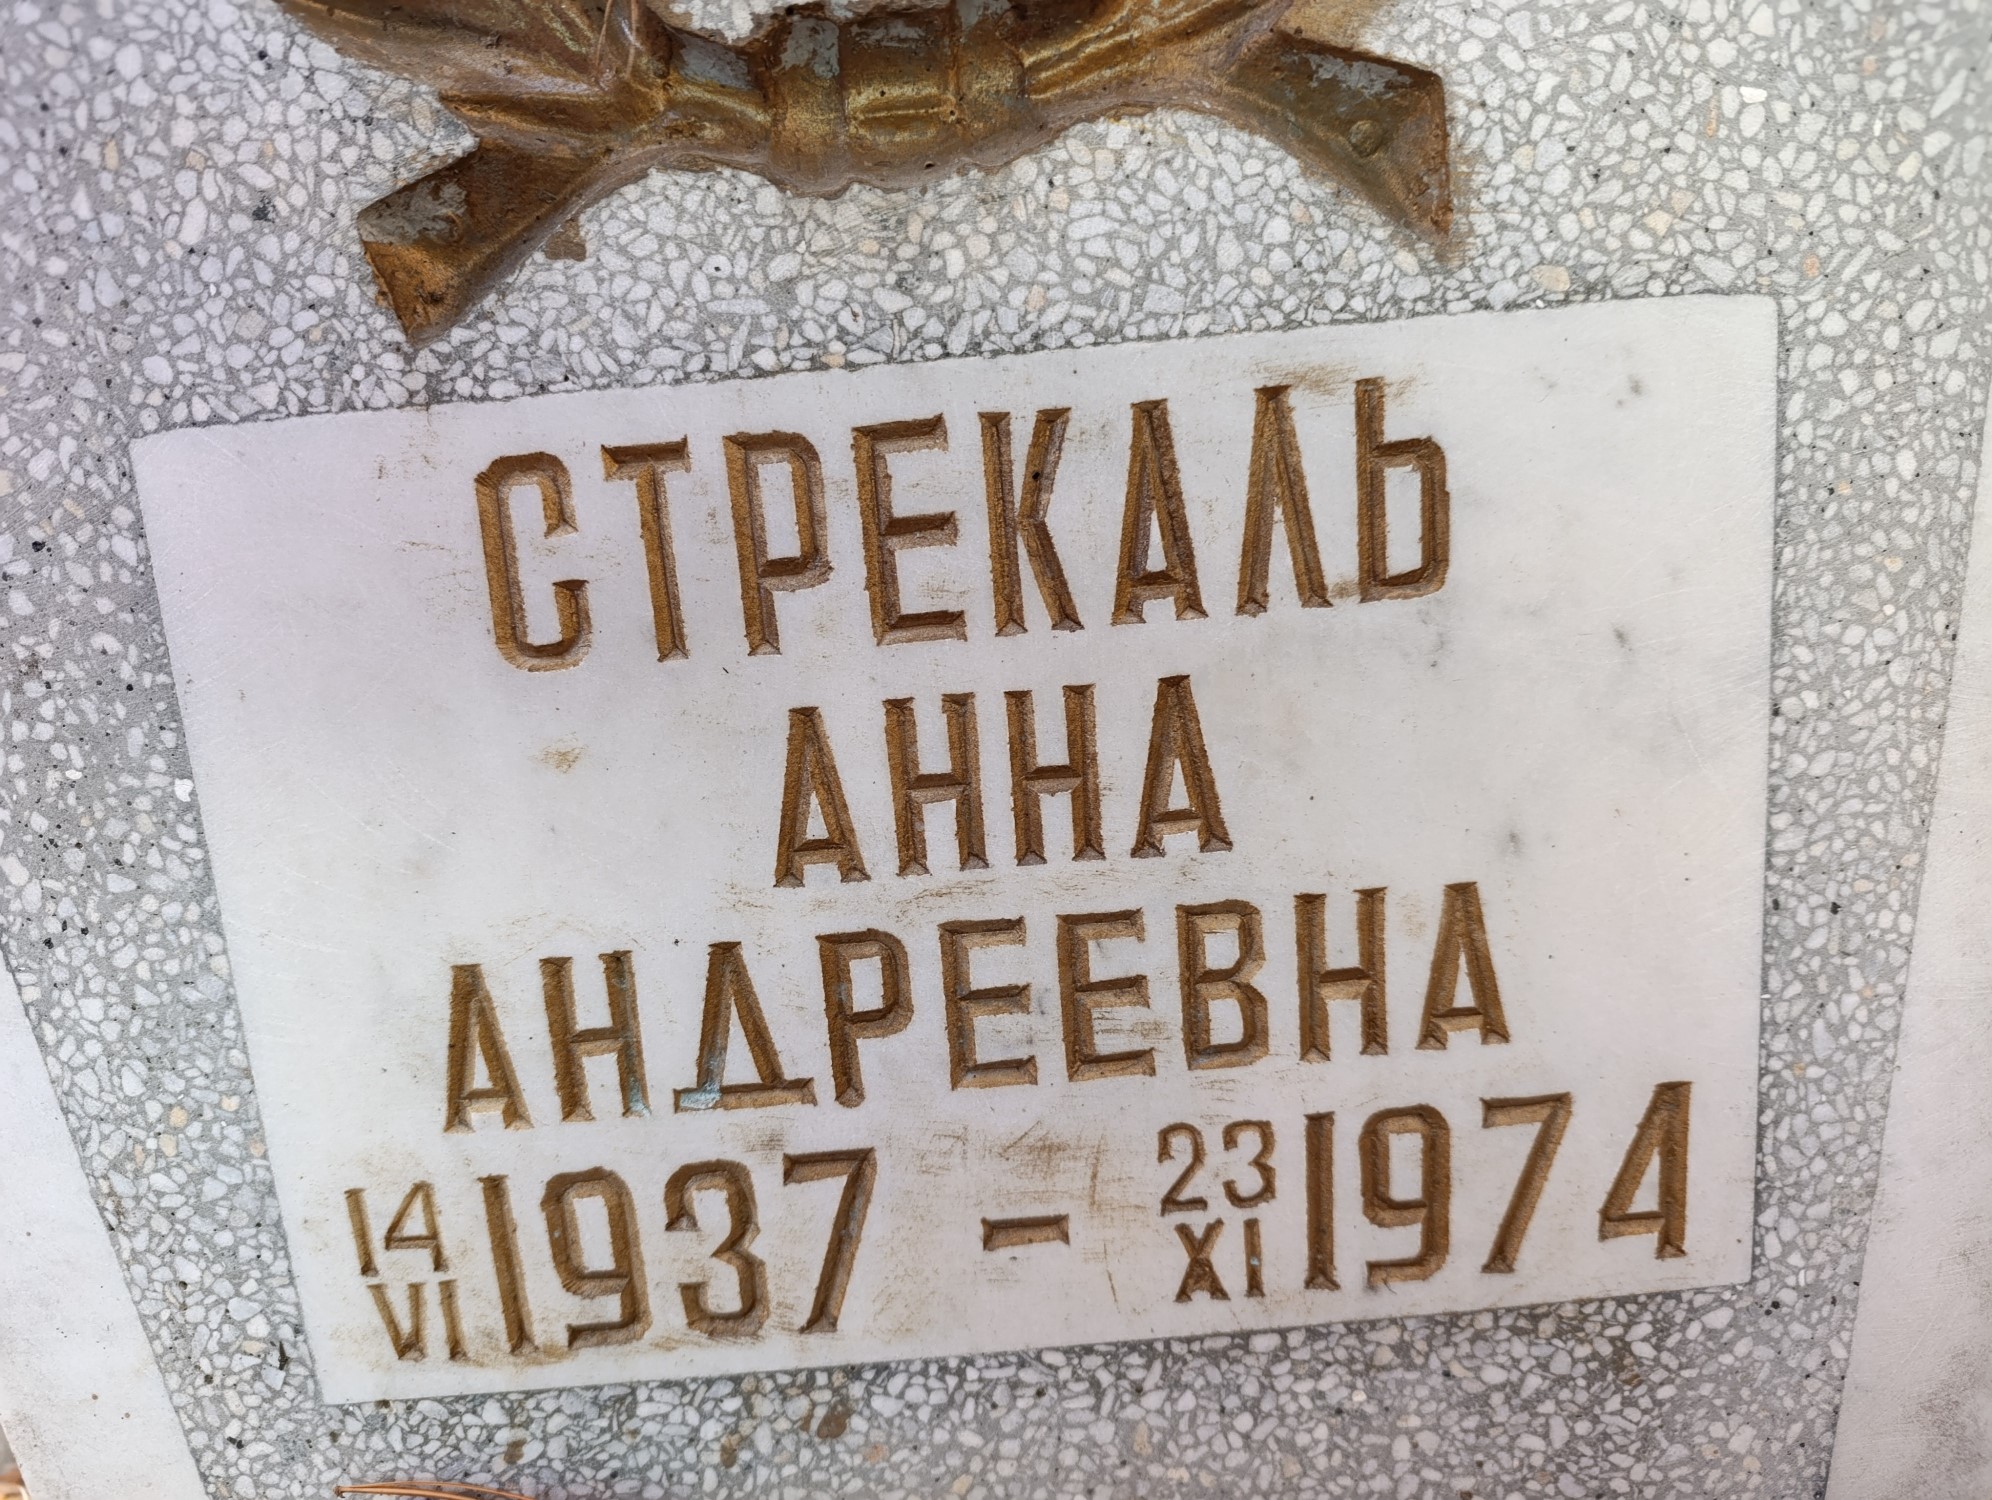 СТРЕКАЛЬ
АННА
АНДРЕЕВНА
14 VI 1937 - 23 XI 1974